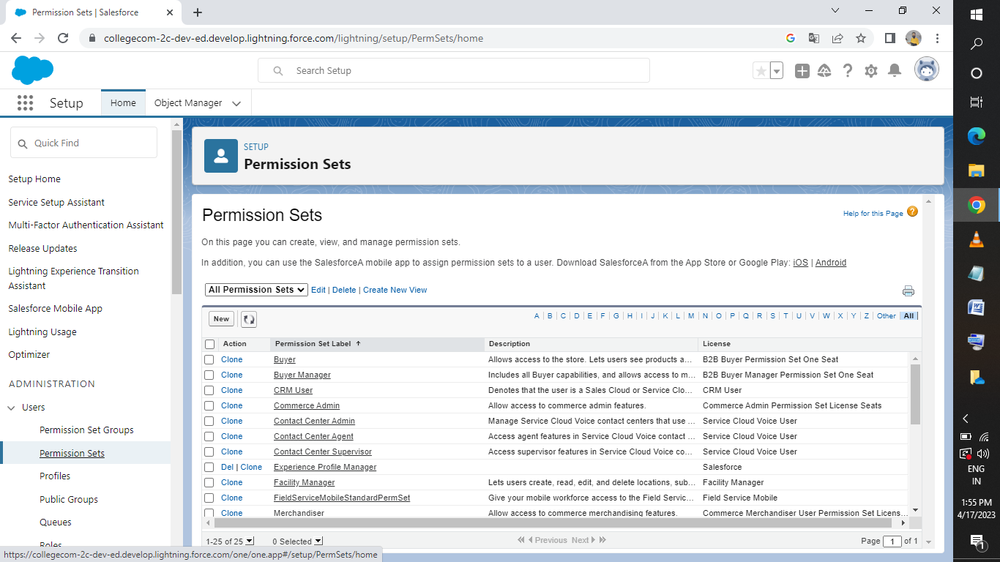 Permission Sets | Salesforce
collegecom-2c-dev-ed.develop.lightning.force.com/lightning/setup/PermSets/home
Search Setup
Setup
Home
Object Manager
Quick Find
Setup Home
Service Setup Assistant
Multi-Factor Authentication Assistant
Release Updates
Lightning Experience Transition
Assistant
Salesforce Mobile App
Lightning Usage
Optimizer
ADMINISTRATION
Users
Permission Set Groups
Permission Sets
Profiles
Public Groups
Queues
Roles
SETUP
Permission Sets
Permission Sets
Help for this Page ?
On this page you can create, view, and manage permission sets.
In addition, you can use the SalesforceA mobile app to assign permission sets to a user. Download SalesforceA from the App Store or Google Play: iOS | Android
All Permission Sets Edit | Delete | Create New View
New A | B | C | D | E | F | G | H | I | J | K | L | M | N | O | P | Q | R | S | T | U | V | W | X | Y | Z | Other | All |
Action Permission Set Label ↑ Description License
Clone Buyer Allows access to the store. Lets users see products a... B2B Buyer Permission Set One Seat
Clone Buyer Manager Includes all Buyer capabilities, and allows access to m... B2B Buyer Manager Permission Set One Seat
Clone CRM User Denotes that the user is a Sales Cloud or Service Clo... CRM User
Clone Commerce Admin Allow access to commerce admin features. Commerce Admin Permission Set License Seats
Clone Contact Center Admin Manage Service Cloud Voice contact centers that use ... Service Cloud Voice User
Clone Contact Center Agent Access agent features in Service Cloud Voice contact ... Service Cloud Voice User
Clone Contact Center Supervisor Access supervisor features in Service Cloud Voice co... Service Cloud Voice User
Del | Clone Experience Profile Manager Salesforce
Clone Facility Manager Lets users create, read, edit, and delete locations, sub... Facility Manager
Clone FieldServiceMobileStandardPermSet Give your mobile workforce access to the Field Servic... Field Service Mobile
Clone Merchandiser Allow access to commerce merchandising features. Commerce Merchandiser User Permission Set Licens...
1-25 of 25 0 Selected Previous Next Page 1 of 1
https://collegecom-2c-dev-ed.develop.lightning.force.com/one/one.app#/setup/PermSets/home
ENG
IN
1:55 PM
4/17/2023
1